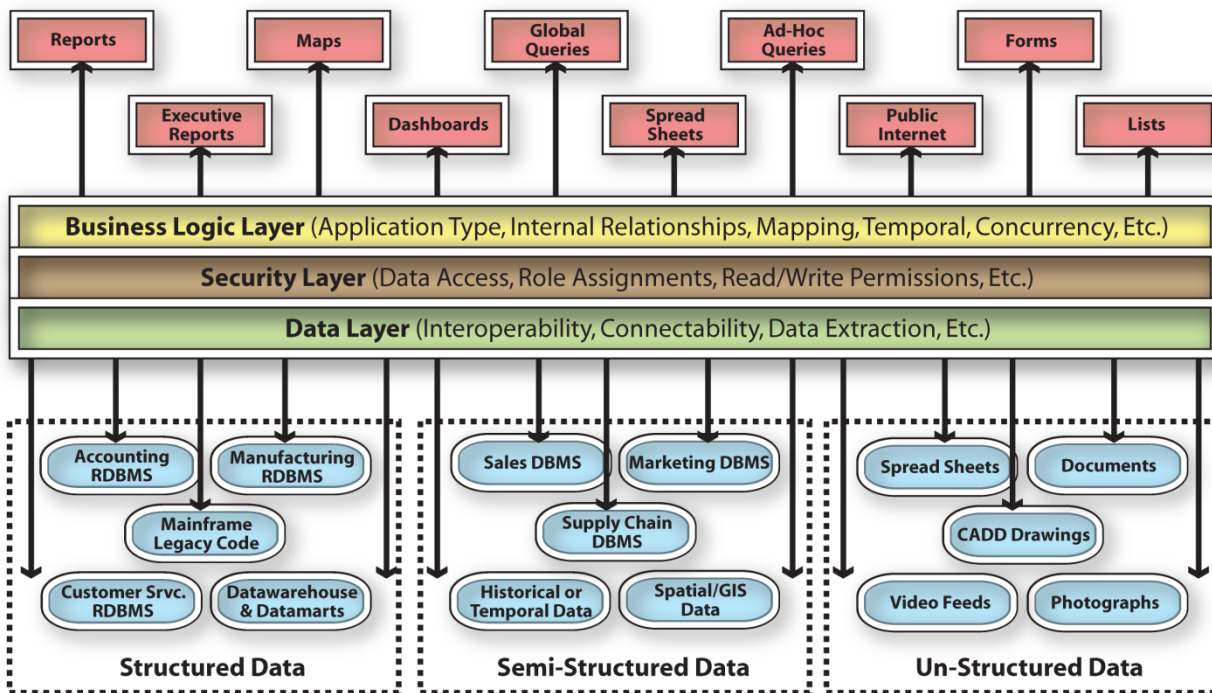 Reports
Maps
Global
Queries
Ad-Hoc
Queries
Forms
Executive
Reports
Dashboards
Spread
Sheets
Public
Internet
Lists
Business Logic Layer (Application Type, Internal Relationships, Mapping, Temporal, Concurrency, Etc.)
Security Layer (Data Access, Role Assignments, Read/Write Permissions, Etc.)
Data Layer (Interoperability, Connectability, Data Extraction, Etc.)
Accounting
RDBMS
Manufacturing
RDBMS
Mainframe
Legacy Code
Customer Srvc.
RDBMS
Datawarehouse
& Datamarts
Structured Data
Sales DBMS
Marketing DBMS
Supply Chain
DBMS
Historical or
Temporal Data
Spatial/GIS
Data
Semi-Structured Data
Spread Sheets
Documents
CADD Drawings
Video Feeds
Photographs
Un-Structured Data